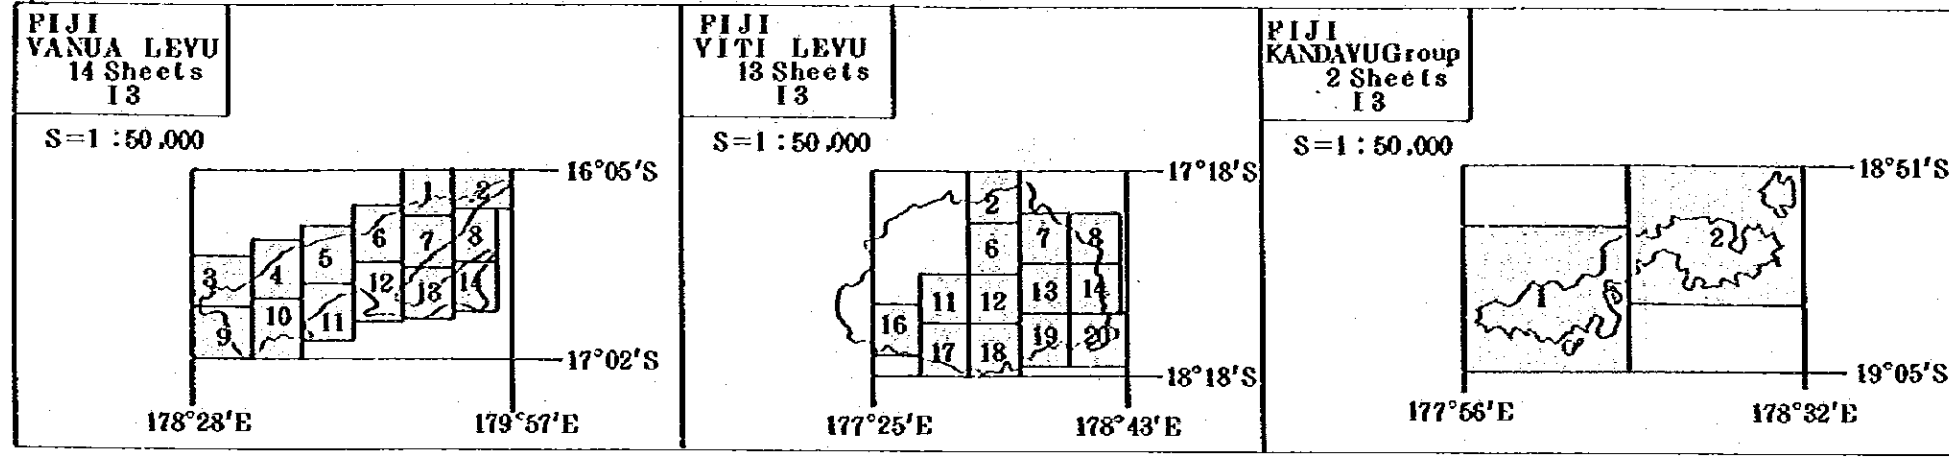 FIJI
VANUA LEVU
14 Sheets
I3
S=1:50,000
16°05'S
1
2
3
4
5
6
7
8
9
10
11
12
13
14
17°02'S
178°28'E
179°57'E
FIJI
VITI LEVU
13 Sheets
I3
S=1:50,000
17°18'S
2
6
7
8
11
12
13
14
16
17
18
19
20
18°18'S
177°25'E
178°43'E
FIJI
KANDAVU Group
2 Sheets
I3
S=1:50,000
18°51'S
1
2
19°05'S
177°56'E
178°32'E